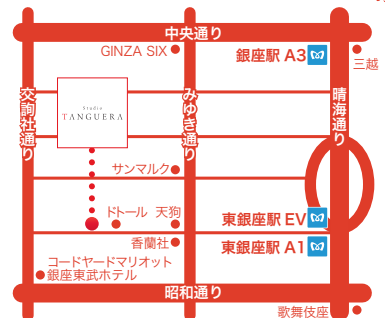 中央通り
GINZA SIX
銀座駅 A3
三越
交詢社通り
Studio
TANGUERA
みゆき通り
晴海通り
サンマルク
ドトール 天狗
東銀座駅 EV
香蘭社
東銀座駅 A1
コードヤードマリオット
銀座東武ホテル
昭和通り
歌舞伎座